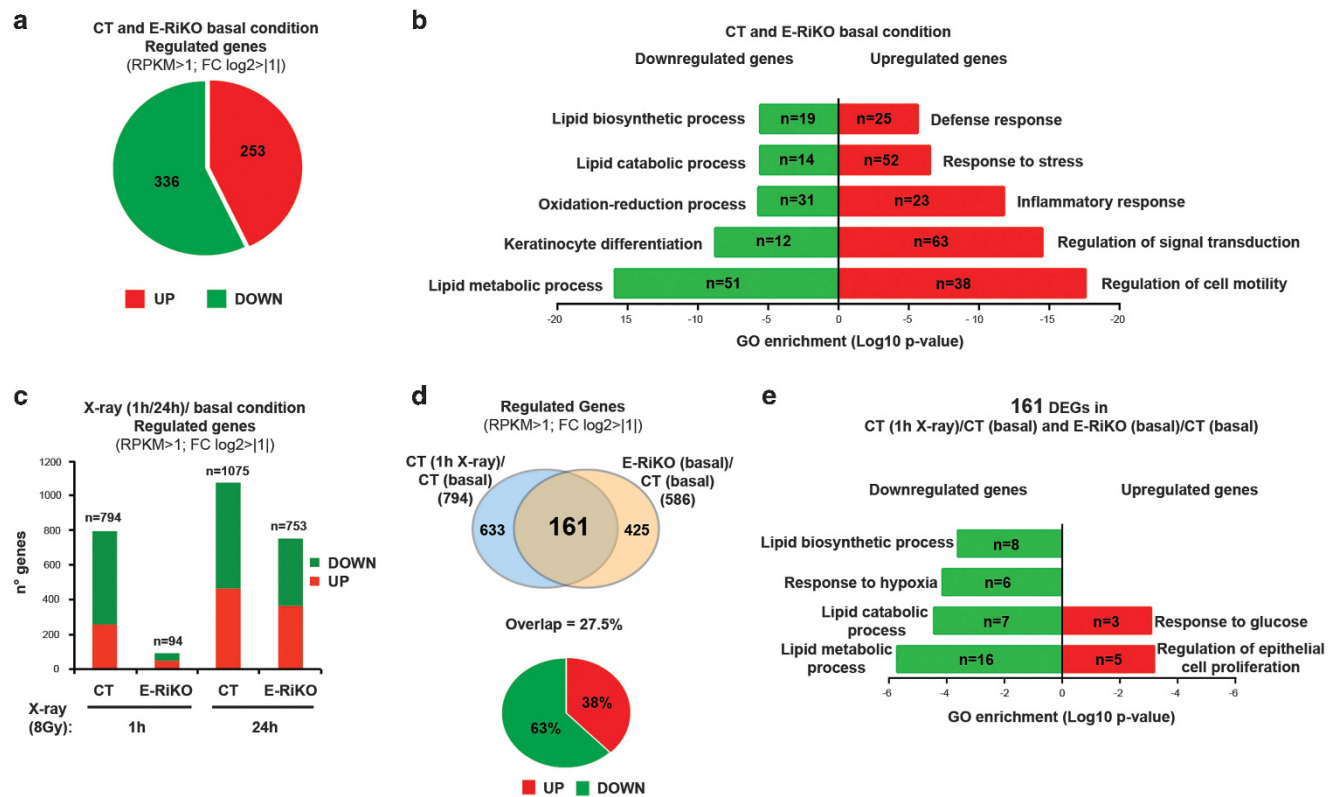 a
CT and E-RiKO basal condition
Regulated genes
(RPKM>1; FC log2>|1|)
253
336
UP
DOWN
b
CT and E-RiKO basal condition
Downregulated genes
Upregulated genes
Lipid biosynthetic process
n=19
n=25
Defense response
Lipid catabolic process
n=14
n=52
Response to stress
Oxidation-reduction process
n=31
n=23
Inflammatory response
Keratinocyte differentiation
n=12
n=63
Regulation of signal transduction
Lipid metabolic process
n=51
n=38
Regulation of cell motility
-20 15 10 -5 0 -5 - 10 -15 -20
GO enrichment (Log10 p-value)
c
X-ray (1h/24h)/ basal condition
Regulated genes
(RPKM>1; FC log2>|1|)
n° genes
1200
1000
800
600
400
200
0
n=794
n=94
n=1075
n=753
DOWN
UP
CT E-RiKO CT E-RiKO
X-ray
(8Gy):
1h
24h
d
Regulated Genes
(RPKM>1; FC log2>|1|)
CT (1h X-ray)/
CT (basal)
(794)
E-RiKO (basal)/
CT (basal)
(586)
633
161
425
Overlap = 27.5%
38%
63%
UP
DOWN
e
161 DEGs in
CT (1h X-ray)/CT (basal) and E-RiKO (basal)/CT (basal)
Downregulated genes
Upregulated genes
Lipid biosynthetic process
n=8
Response to hypoxia
n=6
Lipid catabolic
process
n=7
n=3
Response to glucose
Lipid metabolic
process
n=16
n=5
Regulation of epithelial
cell proliferation
-6 -4 -2 0 -2 -4 -6
GO enrichment (Log10 p-value)